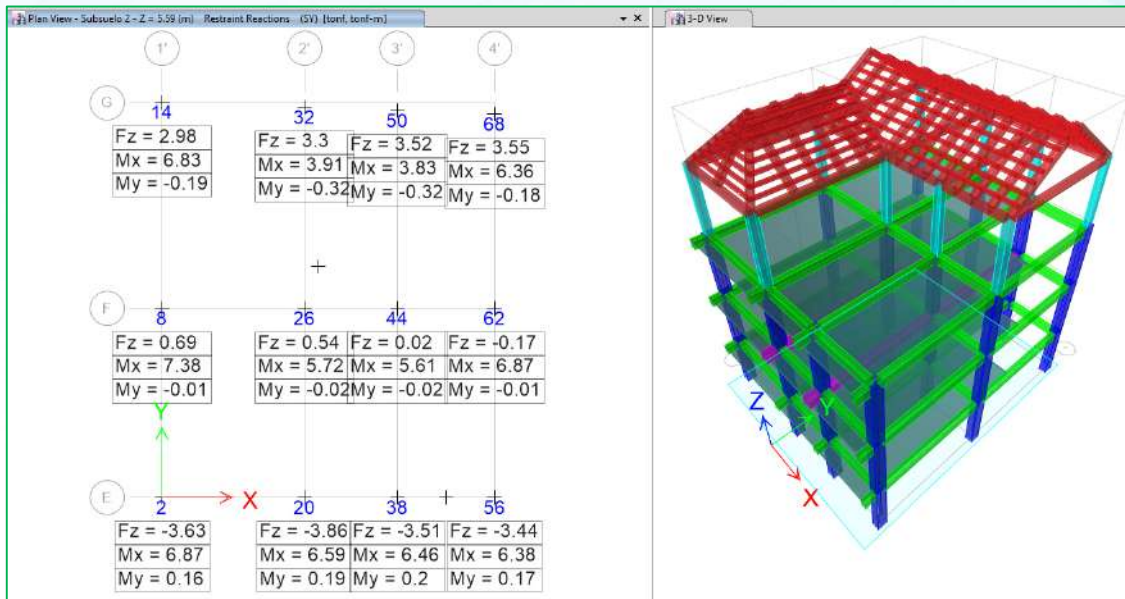 Plan View - Subsuelo 2 - Z = 5.59 (m) Restraint Reactions (SY) [tonf, tonf-m]
1' 2' 3' 4'
G
14 32 50 68
Fz = 2.98 Fz = 3.3 Fz = 3.52 Fz = 3.55
Mx = 6.83 Mx = 3.91 Mx = 3.83 Mx = 6.36
My = -0.19 My = -0.32 My = -0.32 My = -0.18
F
8 26 44 62
Fz = 0.69 Fz = 0.54 Fz = 0.02 Fz = -0.17
Mx = 7.38 Mx = 5.72 Mx = 5.61 Mx = 6.87
My = -0.01 My = -0.02 My = -0.02 My = -0.01
Y
E X
2 20 38 56
Fz = -3.63 Fz = -3.86 Fz = -3.51 Fz = -3.44
Mx = 6.87 Mx = 6.59 Mx = 6.46 Mx = 6.38
My = 0.16 My = 0.19 My = 0.2 My = 0.17
3-D View
Z Y
X